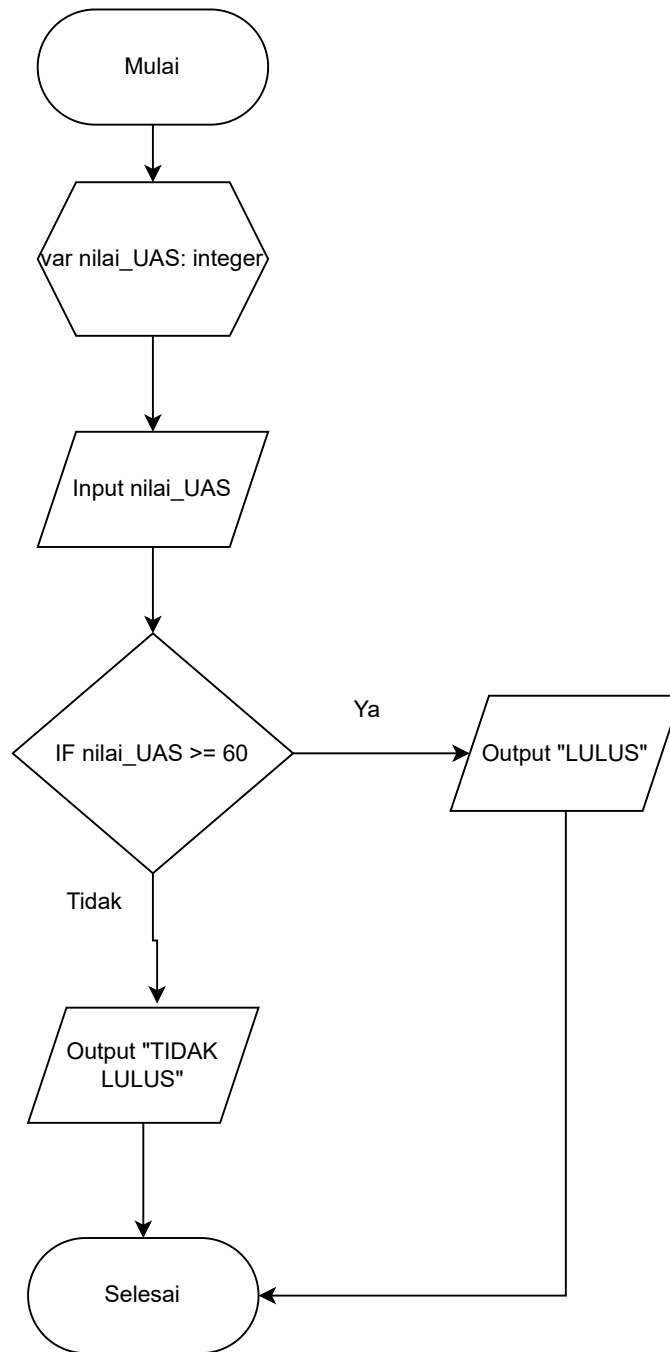 Mulai
var nilai_UAS: integer
Input nilai_UAS
IF nilai_UAS >= 60
Ya
Output "LULUS"
Tidak
Output "TIDAK
LULUS"
Selesai